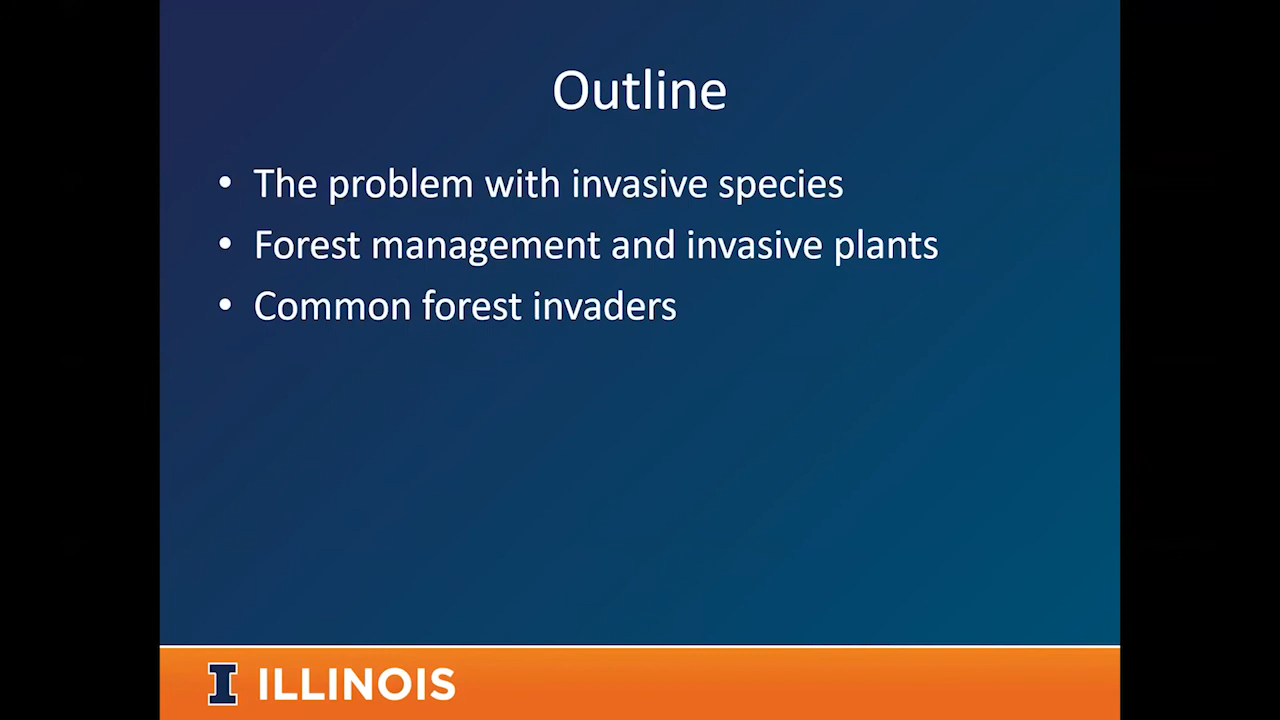 Outline
• The problem with invasive species
• Forest management and invasive plants
• Common forest invaders
I ILLINOIS